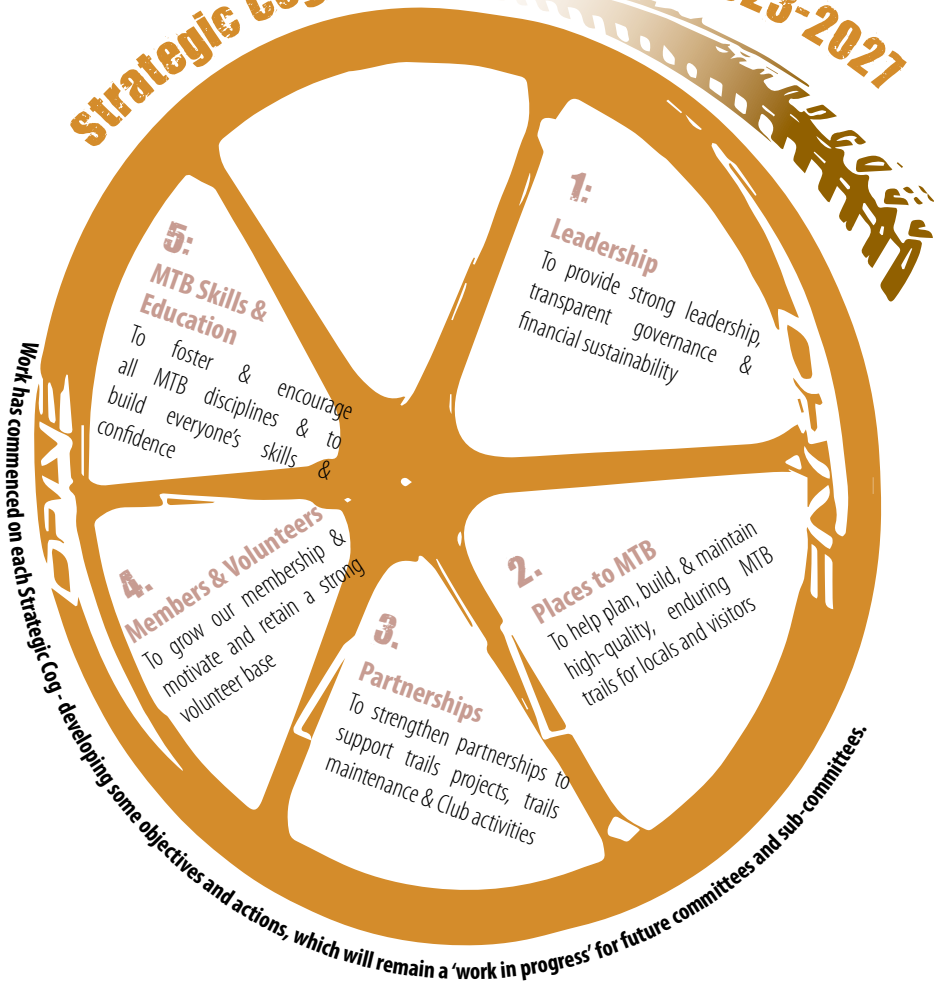 Strategic Cog
2023-2027
1:
Leadership
To provide strong leadership,
transparent governance &
financial sustainability
2.
Places to MTB
To help plan, build, & maintain
high-quality, enduring MTB
trails for locals and visitors
3.
Partnerships
To strengthen partnerships to
support trails projects, trails
maintenance & Club activities
4.
Members & Volunteers
To grow our membership &
motivate and retain a strong
volunteer base
5:
MTB Skills &
Education
To foster & encourage
all MTB disciplines & to
build everyone's skills &
confidence
Work has commenced on each Strategic Cog - developing some objectives and actions, which will remain a ‘work in progress’ for future committees and sub-committees.